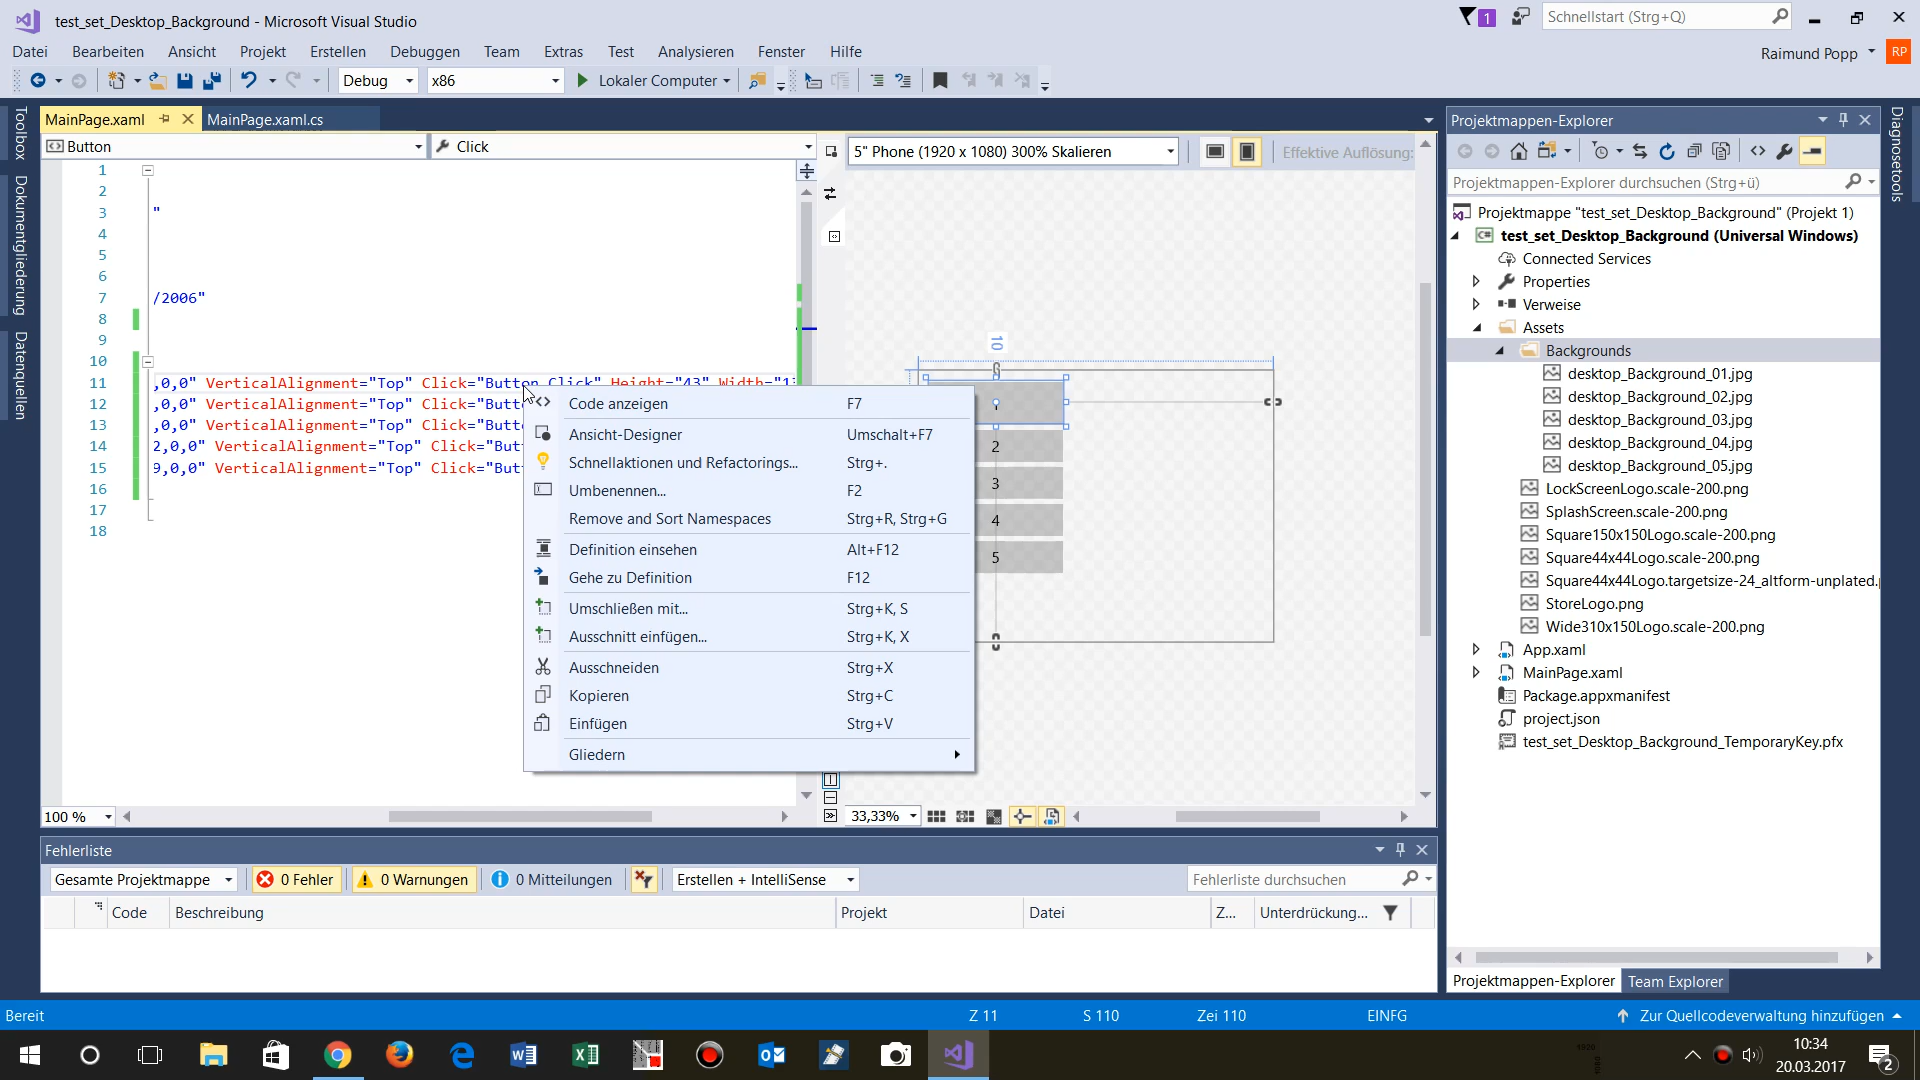 test_set_Desktop_Background - Microsoft Visual Studio
1
Schnellstart (Strg+Q)
Datei Bearbeiten Ansicht Projekt Erstellen Debuggen Team Extras Test Analysieren Fenster Hilfe
Raimund Popp RP
Debug x86 Lokaler Computer
Toolbox
Dokumentgliederung
Datenquellen
MainPage.xaml MainPage.xaml.cs
Button Click
1
2
3 "
4
5
6
7 /2006"
8
9
10
11 ,0,0" VerticalAlignment="Top" Click="Button_Click" Height="43" Width="13
12 ,0,0" VerticalAlignment="Top" Click="Butt
13 ,0,0" VerticalAlignment="Top" Click="Butt
14 2,0,0" VerticalAlignment="Top" Click="But
15 9,0,0" VerticalAlignment="Top" Click="But
16
17
18
Code anzeigen F7
Ansicht-Designer Umschalt+F7
Schnellaktionen und Refactorings... Strg+.
Umbenennen... F2
Remove and Sort Namespaces Strg+R, Strg+G
Definition einsehen Alt+F12
Gehe zu Definition F12
Umschließen mit... Strg+K, S
Ausschnitt einfügen... Strg+K, X
Ausschneiden Strg+X
Kopieren Strg+C
Einfügen Strg+V
Gliedern
100 %
5" Phone (1920 x 1080) 300% Skalieren
Effektive Auflösung:
10
1
2
3
4
5
33,33%
Projektmappen-Explorer
Projektmappen-Explorer durchsuchen (Strg+ü)
Projektmappe "test_set_Desktop_Background" (Projekt 1)
test_set_Desktop_Background (Universal Windows)
Connected Services
Properties
Verweise
Assets
Backgrounds
desktop_Background_01.jpg
desktop_Background_02.jpg
desktop_Background_03.jpg
desktop_Background_04.jpg
desktop_Background_05.jpg
LockScreenLogo.scale-200.png
SplashScreen.scale-200.png
Square150x150Logo.scale-200.png
Square44x44Logo.scale-200.png
Square44x44Logo.targetsize-24_altform-unplated.p
StoreLogo.png
Wide310x150Logo.scale-200.png
App.xaml
MainPage.xaml
Package.appxmanifest
project.json
test_set_Desktop_Background_TemporaryKey.pfx
Projektmappen-Explorer Team Explorer
Diagnosetools
Fehlerliste
Gesamte Projektmappe 0 Fehler 0 Warnungen 0 Mitteilungen Erstellen + IntelliSense
Fehlerliste durchsuchen
Code Beschreibung Projekt Datei Z... Unterdrückung...
Bereit Z 11 S 110 Zei 110 EINFG Zur Quellcodeverwaltung hinzufügen
10:34
20.03.2017
2